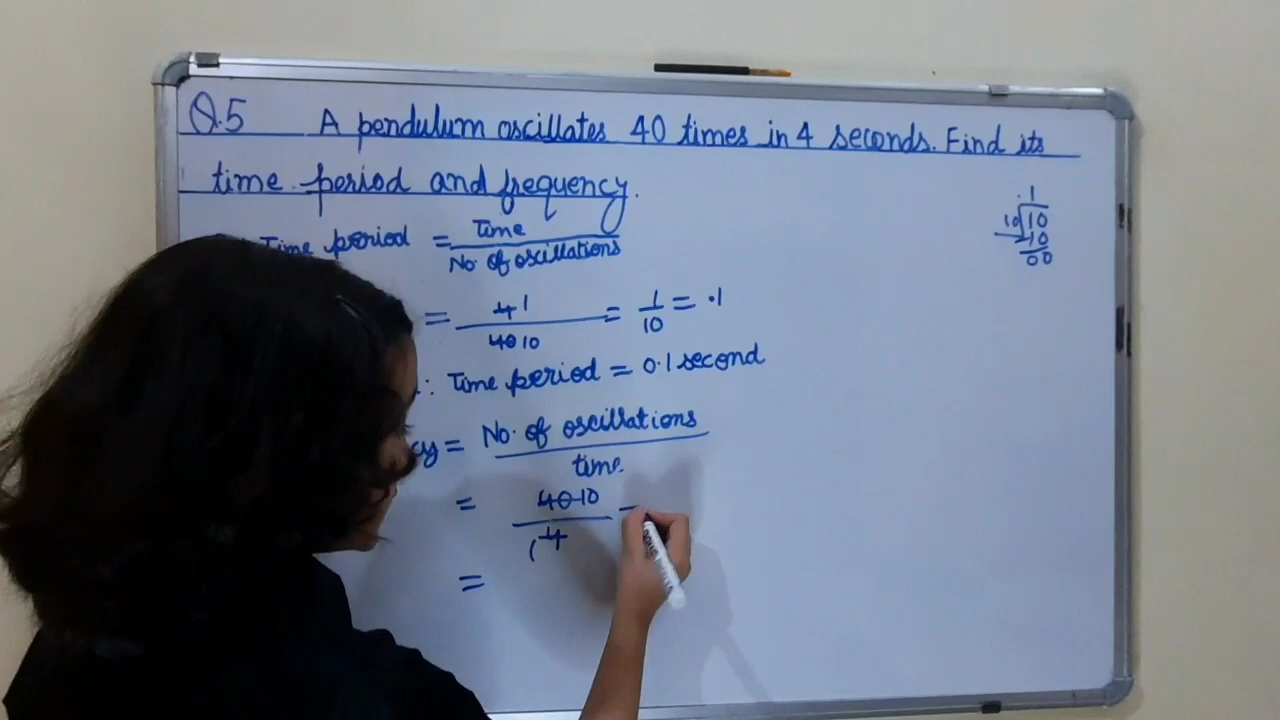 Q.5 A pendulum oscillates 40 times in 4 seconds. Find its
time period and frequency.
Time period = Time / No. of oscillations
= 4 1 / 40 10 = 1/10 = .1
∴ Time period = 0.1 second
cy = No. of oscillations / time
= 40 10 / 1 4 =
=
1
10 10
-10
00